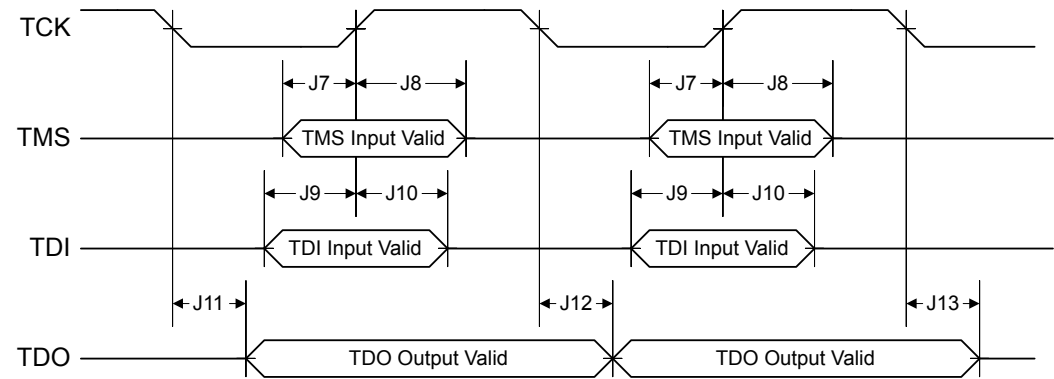 TCK
J7 J8 J7 J8
TMS TMS Input Valid TMS Input Valid
J9 J10 J9 J10
TDI TDI Input Valid TDI Input Valid
J11 J12 J13
TDO TDO Output Valid TDO Output Valid